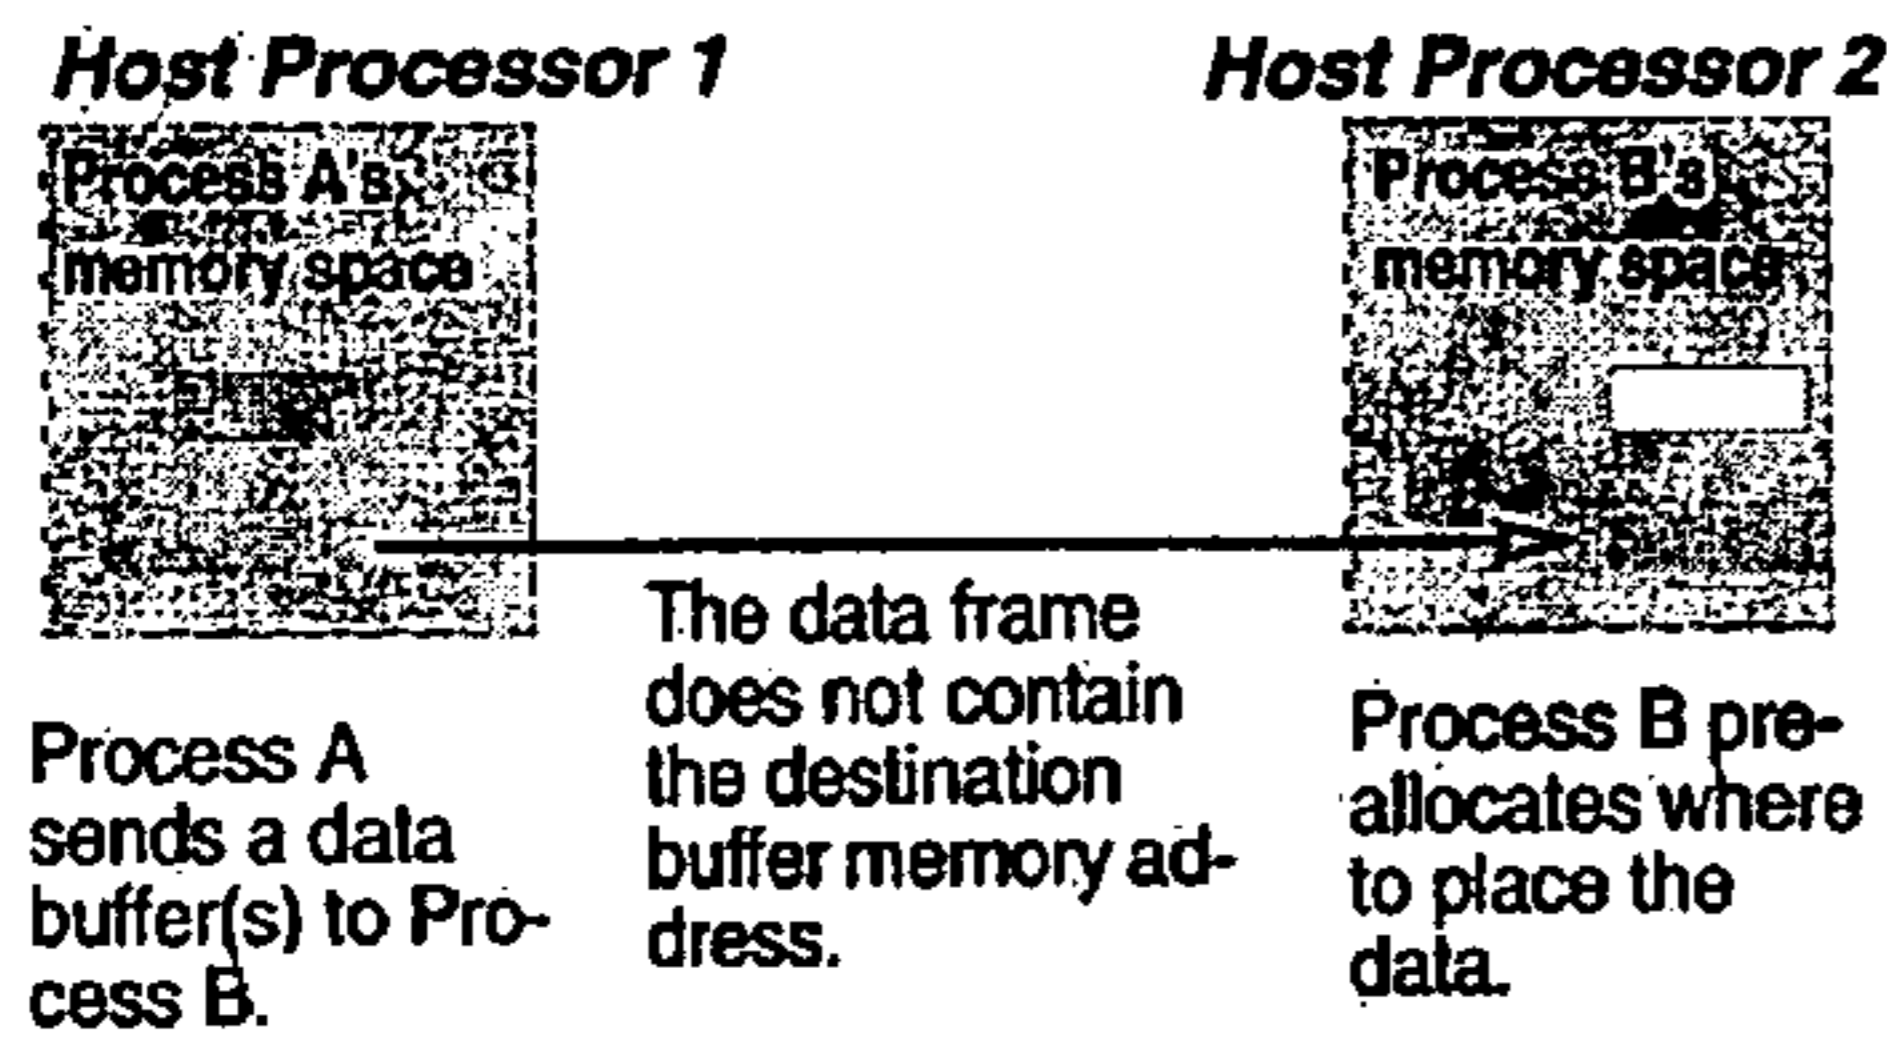 Host Processor 1
Host Processor 2
Process A's
memory space
Process B's
memory space
The data frame
does not contain
the destination
buffer memory ad-
dress.
Process A
sends a data
buffer(s) to Pro-
cess B.
Process B pre-
allocates where
to place the
data.